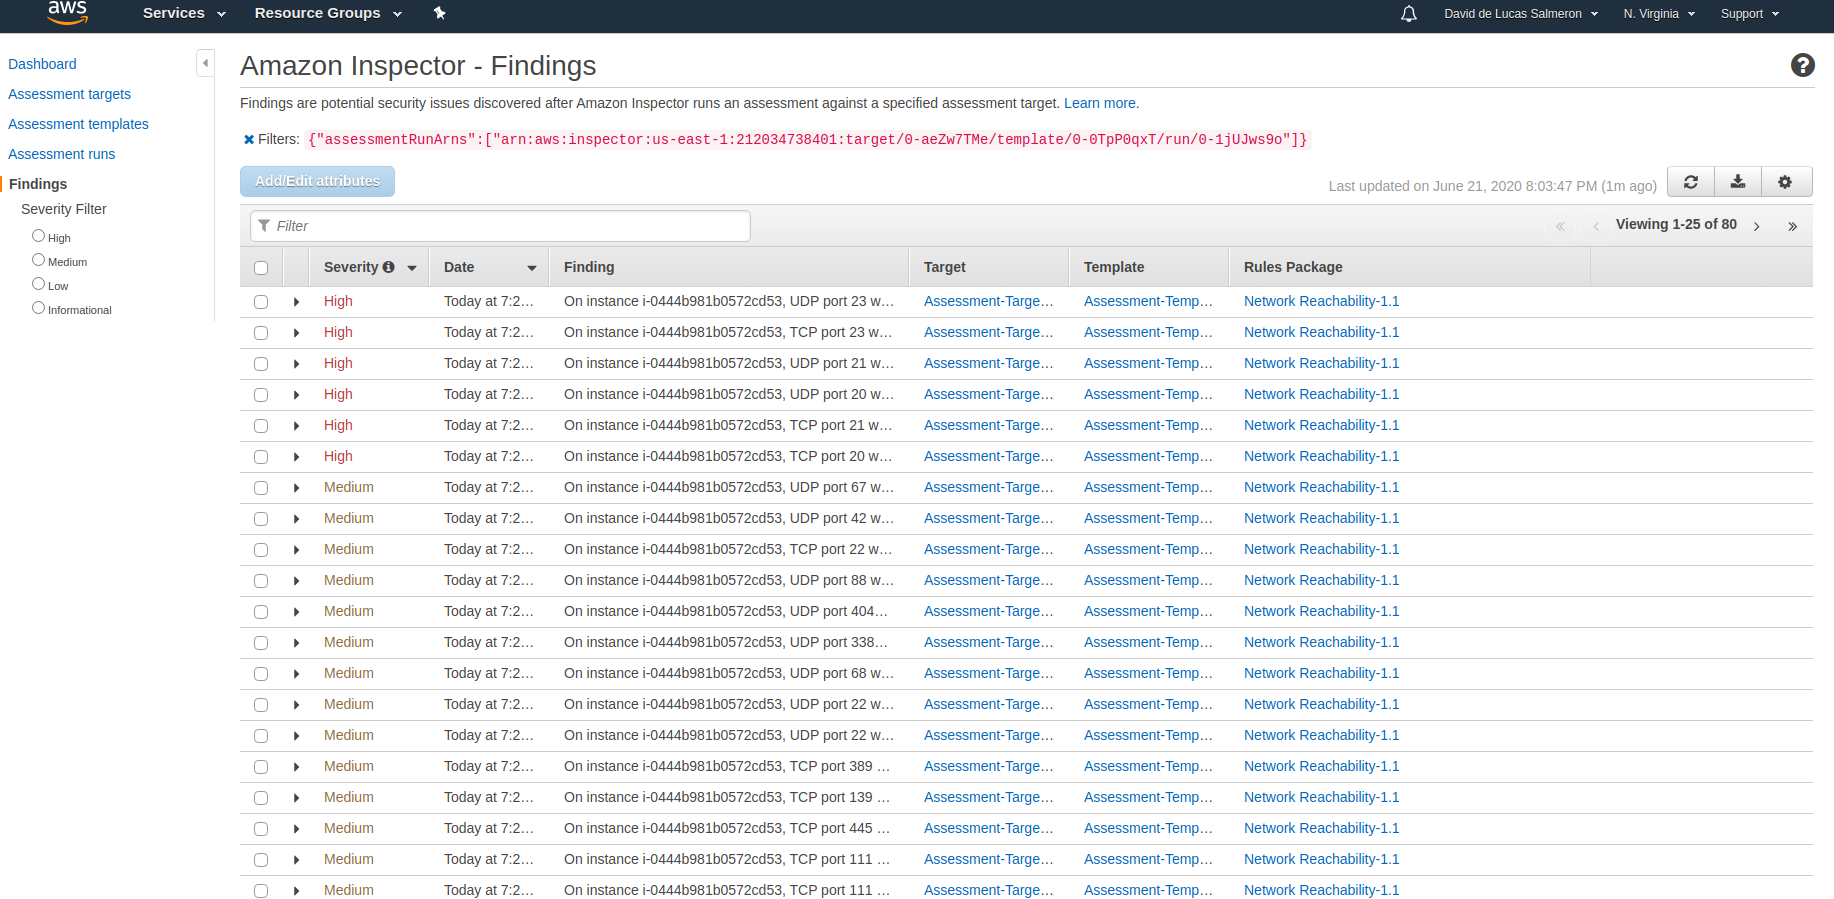 aws Services Resource Groups David de Lucas Salmeron N. Virginia Support
Dashboard
Assessment targets
Assessment templates
Assessment runs
Findings
Severity Filter
High
Medium
Low
Informational
Amazon Inspector - Findings
Findings are potential security issues discovered after Amazon Inspector runs an assessment against a specified assessment target. Learn more.
Filters: {"assessmentRunArns":["arn:aws:inspector:us-east-1:212034738401:target/0-aeZw7TMe/template/0-0TpP0qxT/run/0-1jUJws9o"]}
Add/Edit attributes Last updated on June 21, 2020 8:03:47 PM (1m ago)
Filter « ‹ Viewing 1-25 of 80 › »
Severity Date Finding Target Template Rules Package
High Today at 7:2... On instance i-0444b981b0572cd53, UDP port 23 w... Assessment-Targe... Assessment-Temp... Network Reachability-1.1
High Today at 7:2... On instance i-0444b981b0572cd53, TCP port 23 w... Assessment-Targe... Assessment-Temp... Network Reachability-1.1
High Today at 7:2... On instance i-0444b981b0572cd53, UDP port 21 w... Assessment-Targe... Assessment-Temp... Network Reachability-1.1
High Today at 7:2... On instance i-0444b981b0572cd53, UDP port 20 w... Assessment-Targe... Assessment-Temp... Network Reachability-1.1
High Today at 7:2... On instance i-0444b981b0572cd53, TCP port 21 w... Assessment-Targe... Assessment-Temp... Network Reachability-1.1
High Today at 7:2... On instance i-0444b981b0572cd53, TCP port 20 w... Assessment-Targe... Assessment-Temp... Network Reachability-1.1
Medium Today at 7:2... On instance i-0444b981b0572cd53, UDP port 67 w... Assessment-Targe... Assessment-Temp... Network Reachability-1.1
Medium Today at 7:2... On instance i-0444b981b0572cd53, UDP port 42 w... Assessment-Targe... Assessment-Temp... Network Reachability-1.1
Medium Today at 7:2... On instance i-0444b981b0572cd53, TCP port 22 w... Assessment-Targe... Assessment-Temp... Network Reachability-1.1
Medium Today at 7:2... On instance i-0444b981b0572cd53, UDP port 88 w... Assessment-Targe... Assessment-Temp... Network Reachability-1.1
Medium Today at 7:2... On instance i-0444b981b0572cd53, UDP port 404... Assessment-Targe... Assessment-Temp... Network Reachability-1.1
Medium Today at 7:2... On instance i-0444b981b0572cd53, UDP port 338... Assessment-Targe... Assessment-Temp... Network Reachability-1.1
Medium Today at 7:2... On instance i-0444b981b0572cd53, UDP port 68 w... Assessment-Targe... Assessment-Temp... Network Reachability-1.1
Medium Today at 7:2... On instance i-0444b981b0572cd53, UDP port 22 w... Assessment-Targe... Assessment-Temp... Network Reachability-1.1
Medium Today at 7:2... On instance i-0444b981b0572cd53, UDP port 22 w... Assessment-Targe... Assessment-Temp... Network Reachability-1.1
Medium Today at 7:2... On instance i-0444b981b0572cd53, TCP port 389 ... Assessment-Targe... Assessment-Temp... Network Reachability-1.1
Medium Today at 7:2... On instance i-0444b981b0572cd53, TCP port 139 ... Assessment-Targe... Assessment-Temp... Network Reachability-1.1
Medium Today at 7:2... On instance i-0444b981b0572cd53, TCP port 445 ... Assessment-Targe... Assessment-Temp... Network Reachability-1.1
Medium Today at 7:2... On instance i-0444b981b0572cd53, TCP port 111 ... Assessment-Targe... Assessment-Temp... Network Reachability-1.1
Medium Today at 7:2... On instance i-0444b981b0572cd53, TCP port 111 ... Assessment-Targe... Assessment-Temp... Network Reachability-1.1